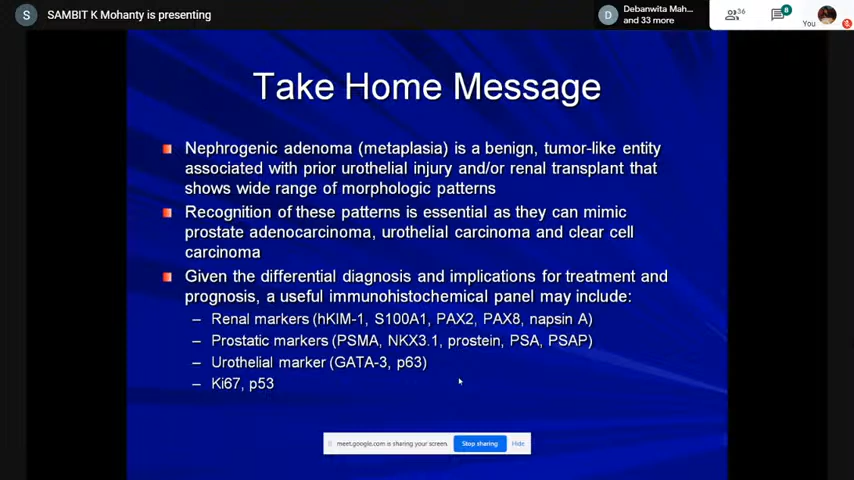 S SAMBIT K Mohanty is presenting
D Debanwita Mah...
and 33 more
36
8
You
Take Home Message
Nephrogenic adenoma (metaplasia) is a benign, tumor-like entity
associated with prior urothelial injury and/or renal transplant that
shows wide range of morphologic patterns
Recognition of these patterns is essential as they can mimic
prostate adenocarcinoma, urothelial carcinoma and clear cell
carcinoma
Given the differential diagnosis and implications for treatment and
prognosis, a useful immunohistochemical panel may include:
– Renal markers (hKIM-1, S100A1, PAX2, PAX8, napsin A)
– Prostatic markers (PSMA, NKX3.1, prostein, PSA, PSAP)
– Urothelial marker (GATA-3, p63)
– Ki67, p53
meet.google.com is sharing your screen. Stop sharing Hide